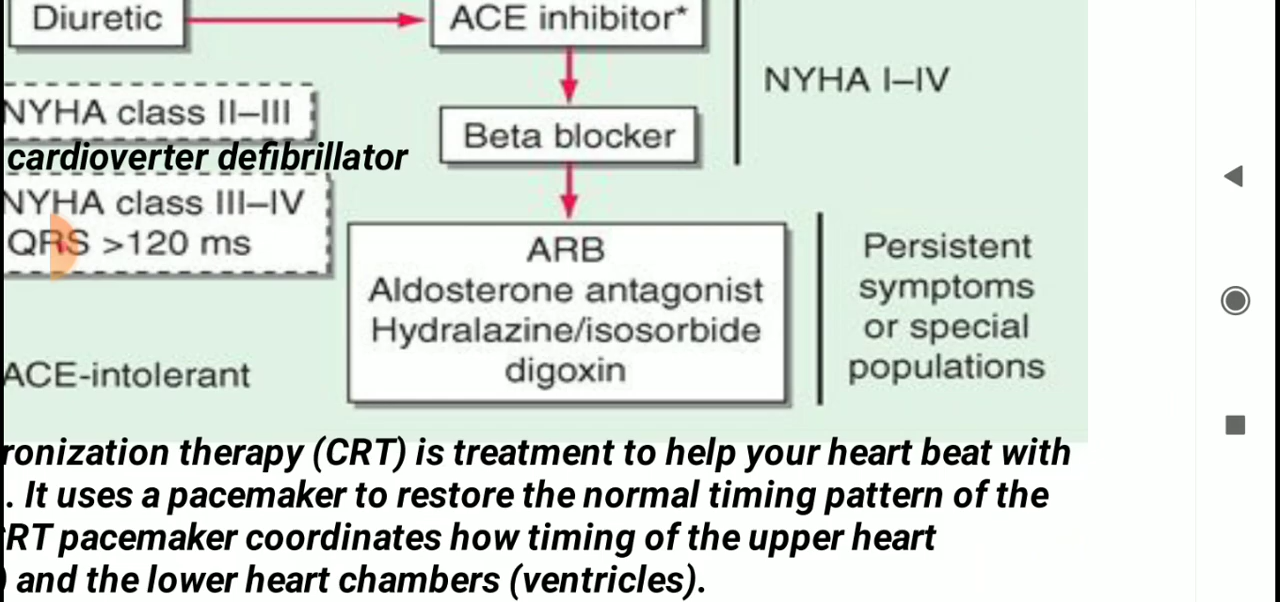 Diuretic
ACE inhibitor*
NYHA I–IV
NYHA class II–III
Beta blocker
cardioverter defibrillator
NYHA class III–IV
QRS >120 ms
ARB
Aldosterone antagonist
Hydralazine/isosorbide
digoxin
Persistent
symptoms
or special
populations
ACE-intolerant
ronization therapy (CRT) is treatment to help your heart beat with
. It uses a pacemaker to restore the normal timing pattern of the
CRT pacemaker coordinates how timing of the upper heart
) and the lower heart chambers (ventricles).